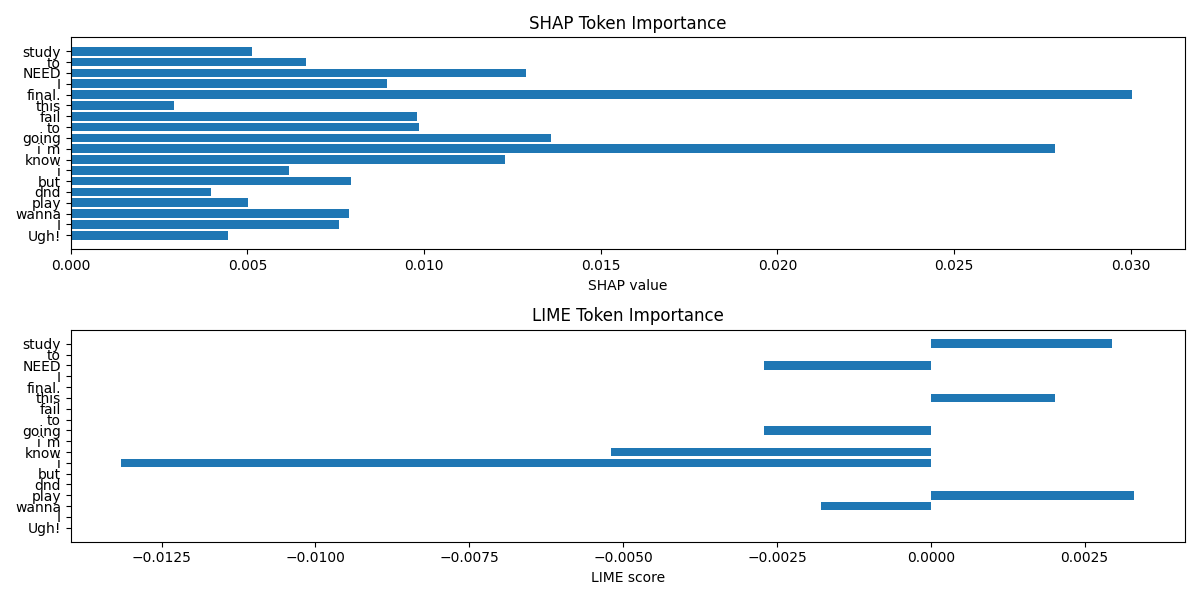 SHAP Token Importance
study
to
NEED
I
final.
this
fail
to
going
i´m
know
i
but
dnd
play
wanna
I
Ugh!
0.000 0.005 0.010 0.015 0.020 0.025 0.030
SHAP value
LIME Token Importance
study
to
NEED
I
final.
this
fail
to
going
i´m
know
i
but
dnd
play
wanna
I
Ugh!
−0.0125 −0.0100 −0.0075 −0.0050 −0.0025 0.0000 0.0025
LIME score